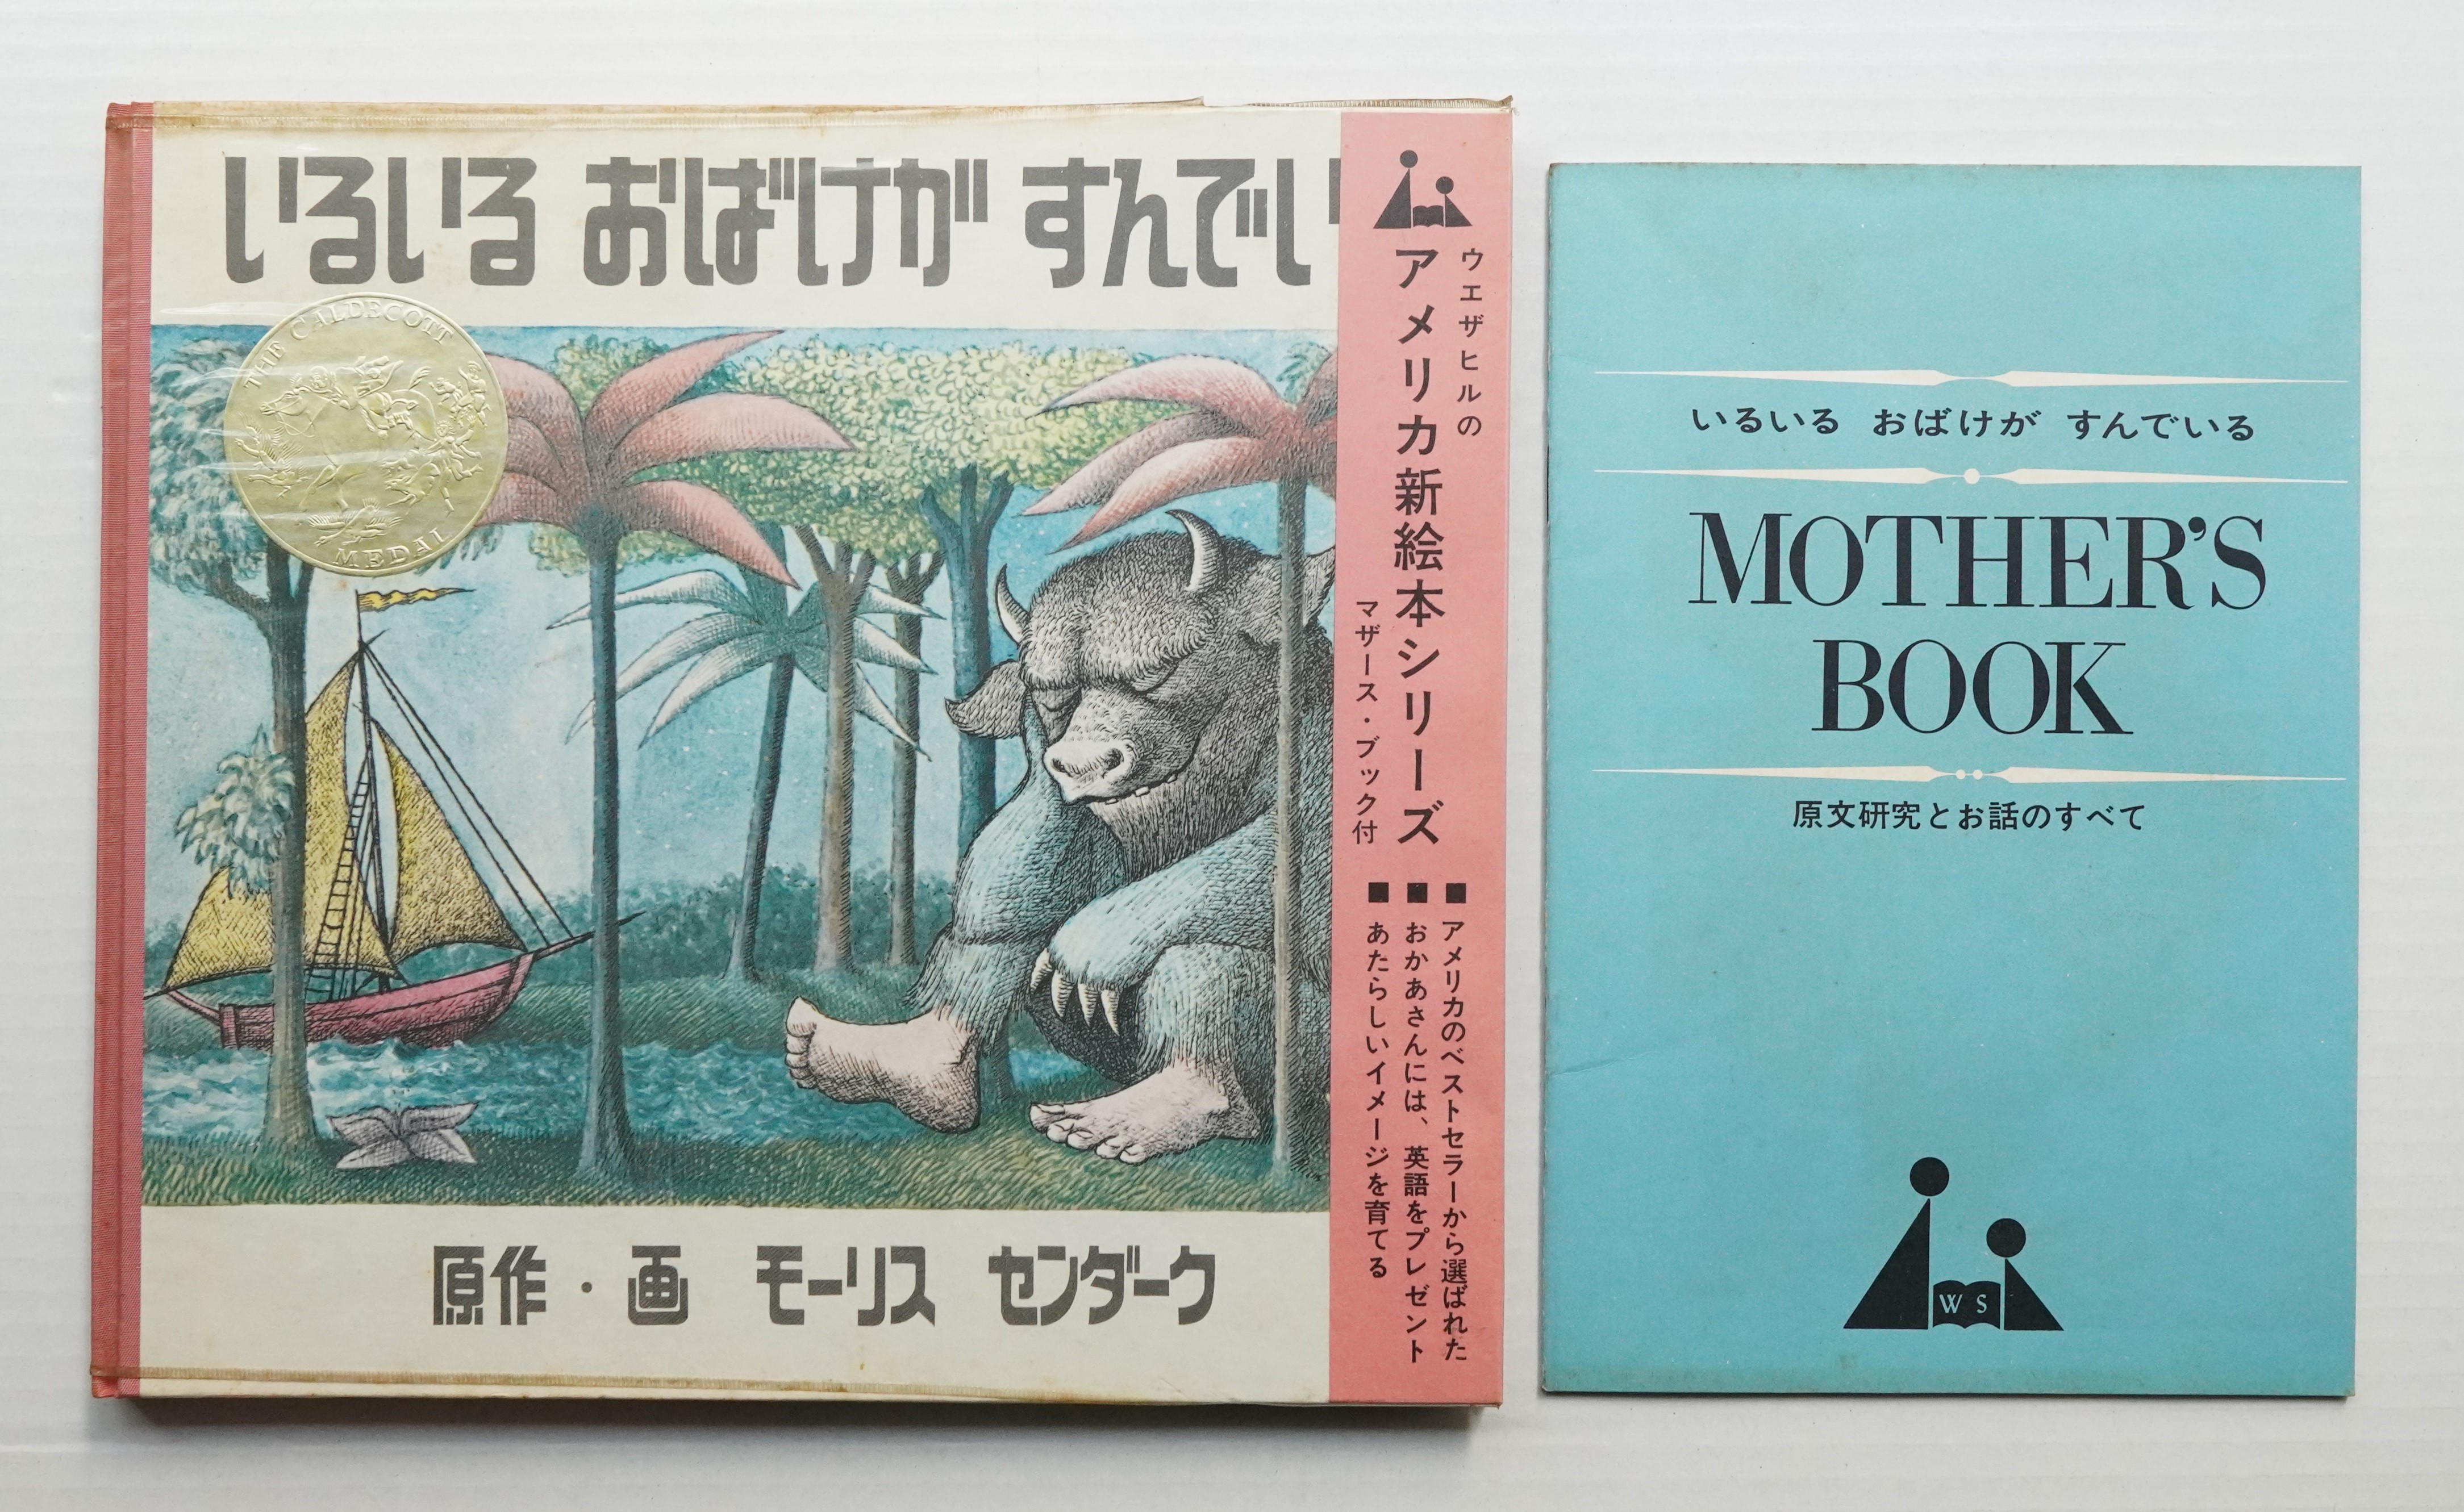 いるいる おばけが すんでい
THE CALDECOTT
MEDAL
原作・画 モーリス センダーク
ウエザヒルの
アメリカ新絵本シリーズ
マザース・ブック付
■アメリカのベストセラーから選ばれた
■おかあさんには、英語をプレゼント
■あたらしいイメージを育てる
いるいる おばけが すんでいる
MOTHER'S
BOOK
原文研究とお話のすべて
W S